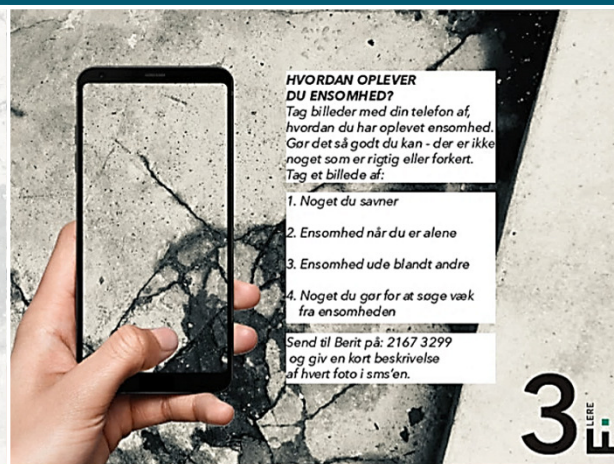 HVORDAN OPLEVER
DU ENSOMHED?
Tag billeder med din telefon af,
hvordan du har oplevet ensomhed.
Gør det så godt du kan - der er ikke
noget som er rigtig eller forkert.
Tag et billede af:
1. Noget du savner
2. Ensomhed når du er alene
3. Ensomhed ude blandt andre
4. Noget du gør for at søge væk
fra ensomheden
Send til Berit på: 2167 3299
og giv en kort beskrivelse
af hvert foto i sms'en.
3
F:LERE